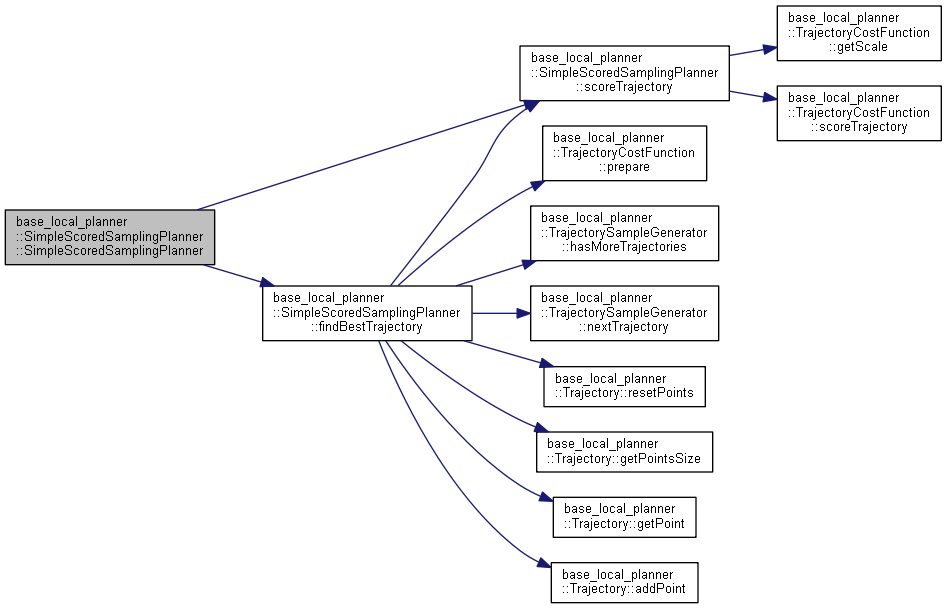 base_local_planner
::SimpleScoredSamplingPlanner
::SimpleScoredSamplingPlanner
base_local_planner
::SimpleScoredSamplingPlanner
::findBestTrajectory
base_local_planner
::SimpleScoredSamplingPlanner
::scoreTrajectory
base_local_planner
::TrajectoryCostFunction
::prepare
base_local_planner
::TrajectorySampleGenerator
::hasMoreTrajectories
base_local_planner
::TrajectorySampleGenerator
::nextTrajectory
base_local_planner
::Trajectory::resetPoints
base_local_planner
::Trajectory::getPointsSize
base_local_planner
::Trajectory::getPoint
base_local_planner
::Trajectory::addPoint
base_local_planner
::TrajectoryCostFunction
::getScale
base_local_planner
::TrajectoryCostFunction
::scoreTrajectory